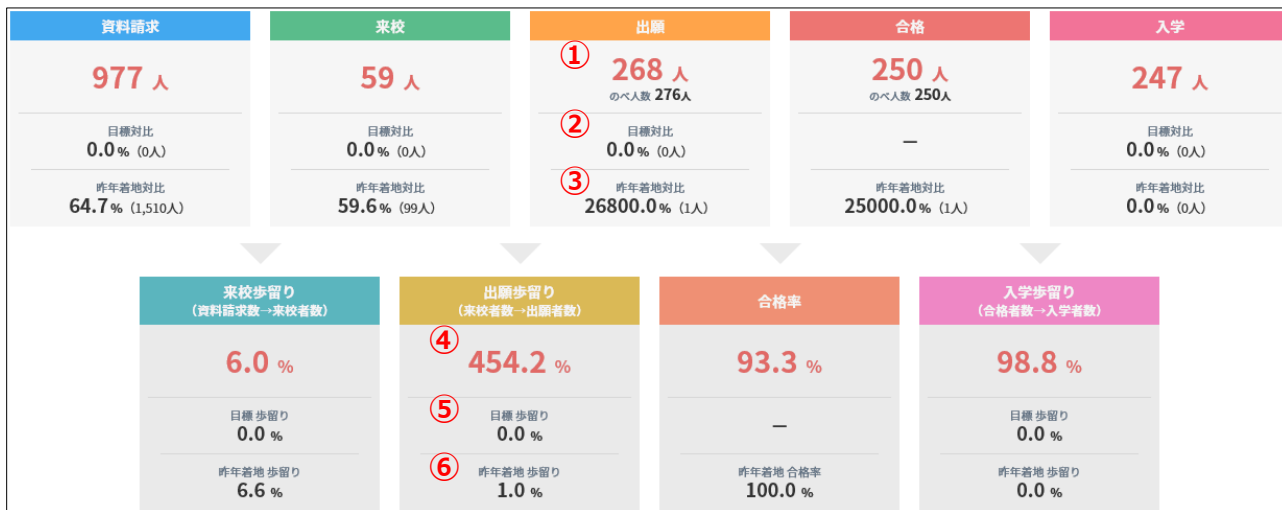 資料請求
977 人
目標対比
0.0 % (0人)
昨年着地対比
64.7 % (1,510人)
来校
59 人
目標対比
0.0 % (0人)
昨年着地対比
59.6 % (99人)
出願
① 268 人
のべ人数 276人
② 目標対比
0.0 % (0人)
③ 昨年着地対比
26800.0 % (1人)
合格
250 人
のべ人数 250人
–
昨年着地対比
25000.0 % (1人)
入学
247 人
目標対比
0.0 % (0人)
昨年着地対比
0.0 % (0人)
来校歩留り
(資料請求数→来校者数)
6.0 %
目標 歩留り
0.0 %
昨年着地 歩留り
6.6 %
出願歩留り
(来校者数→出願者数)
④ 454.2 %
⑤ 目標 歩留り
0.0 %
⑥ 昨年着地 歩留り
1.0 %
合格率
93.3 %
–
昨年着地 合格率
100.0 %
入学歩留り
(合格者数→入学者数)
98.8 %
目標 歩留り
0.0 %
昨年着地 歩留り
0.0 %